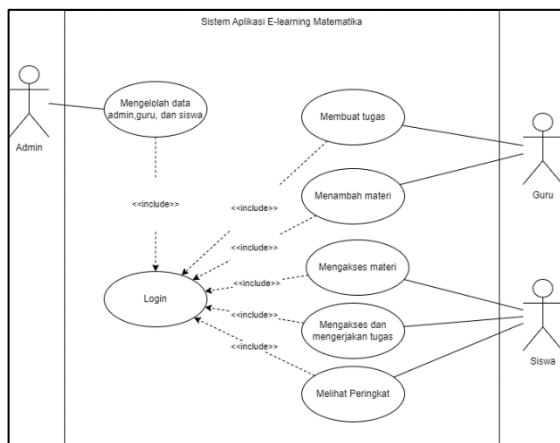 Sistem Aplikasi E-learning Matematika
Admin
Mengelolah data
admin,guru, dan siswa
Membuat tugas
Guru
<<include>>
<<include>>
Menambah materi
<<include>>
Mengakses materi
<<include>>
Login
Mengakses dan
mengerjakan tugas
<<include>>
<<include>>
Melihat Peringkat
Siswa